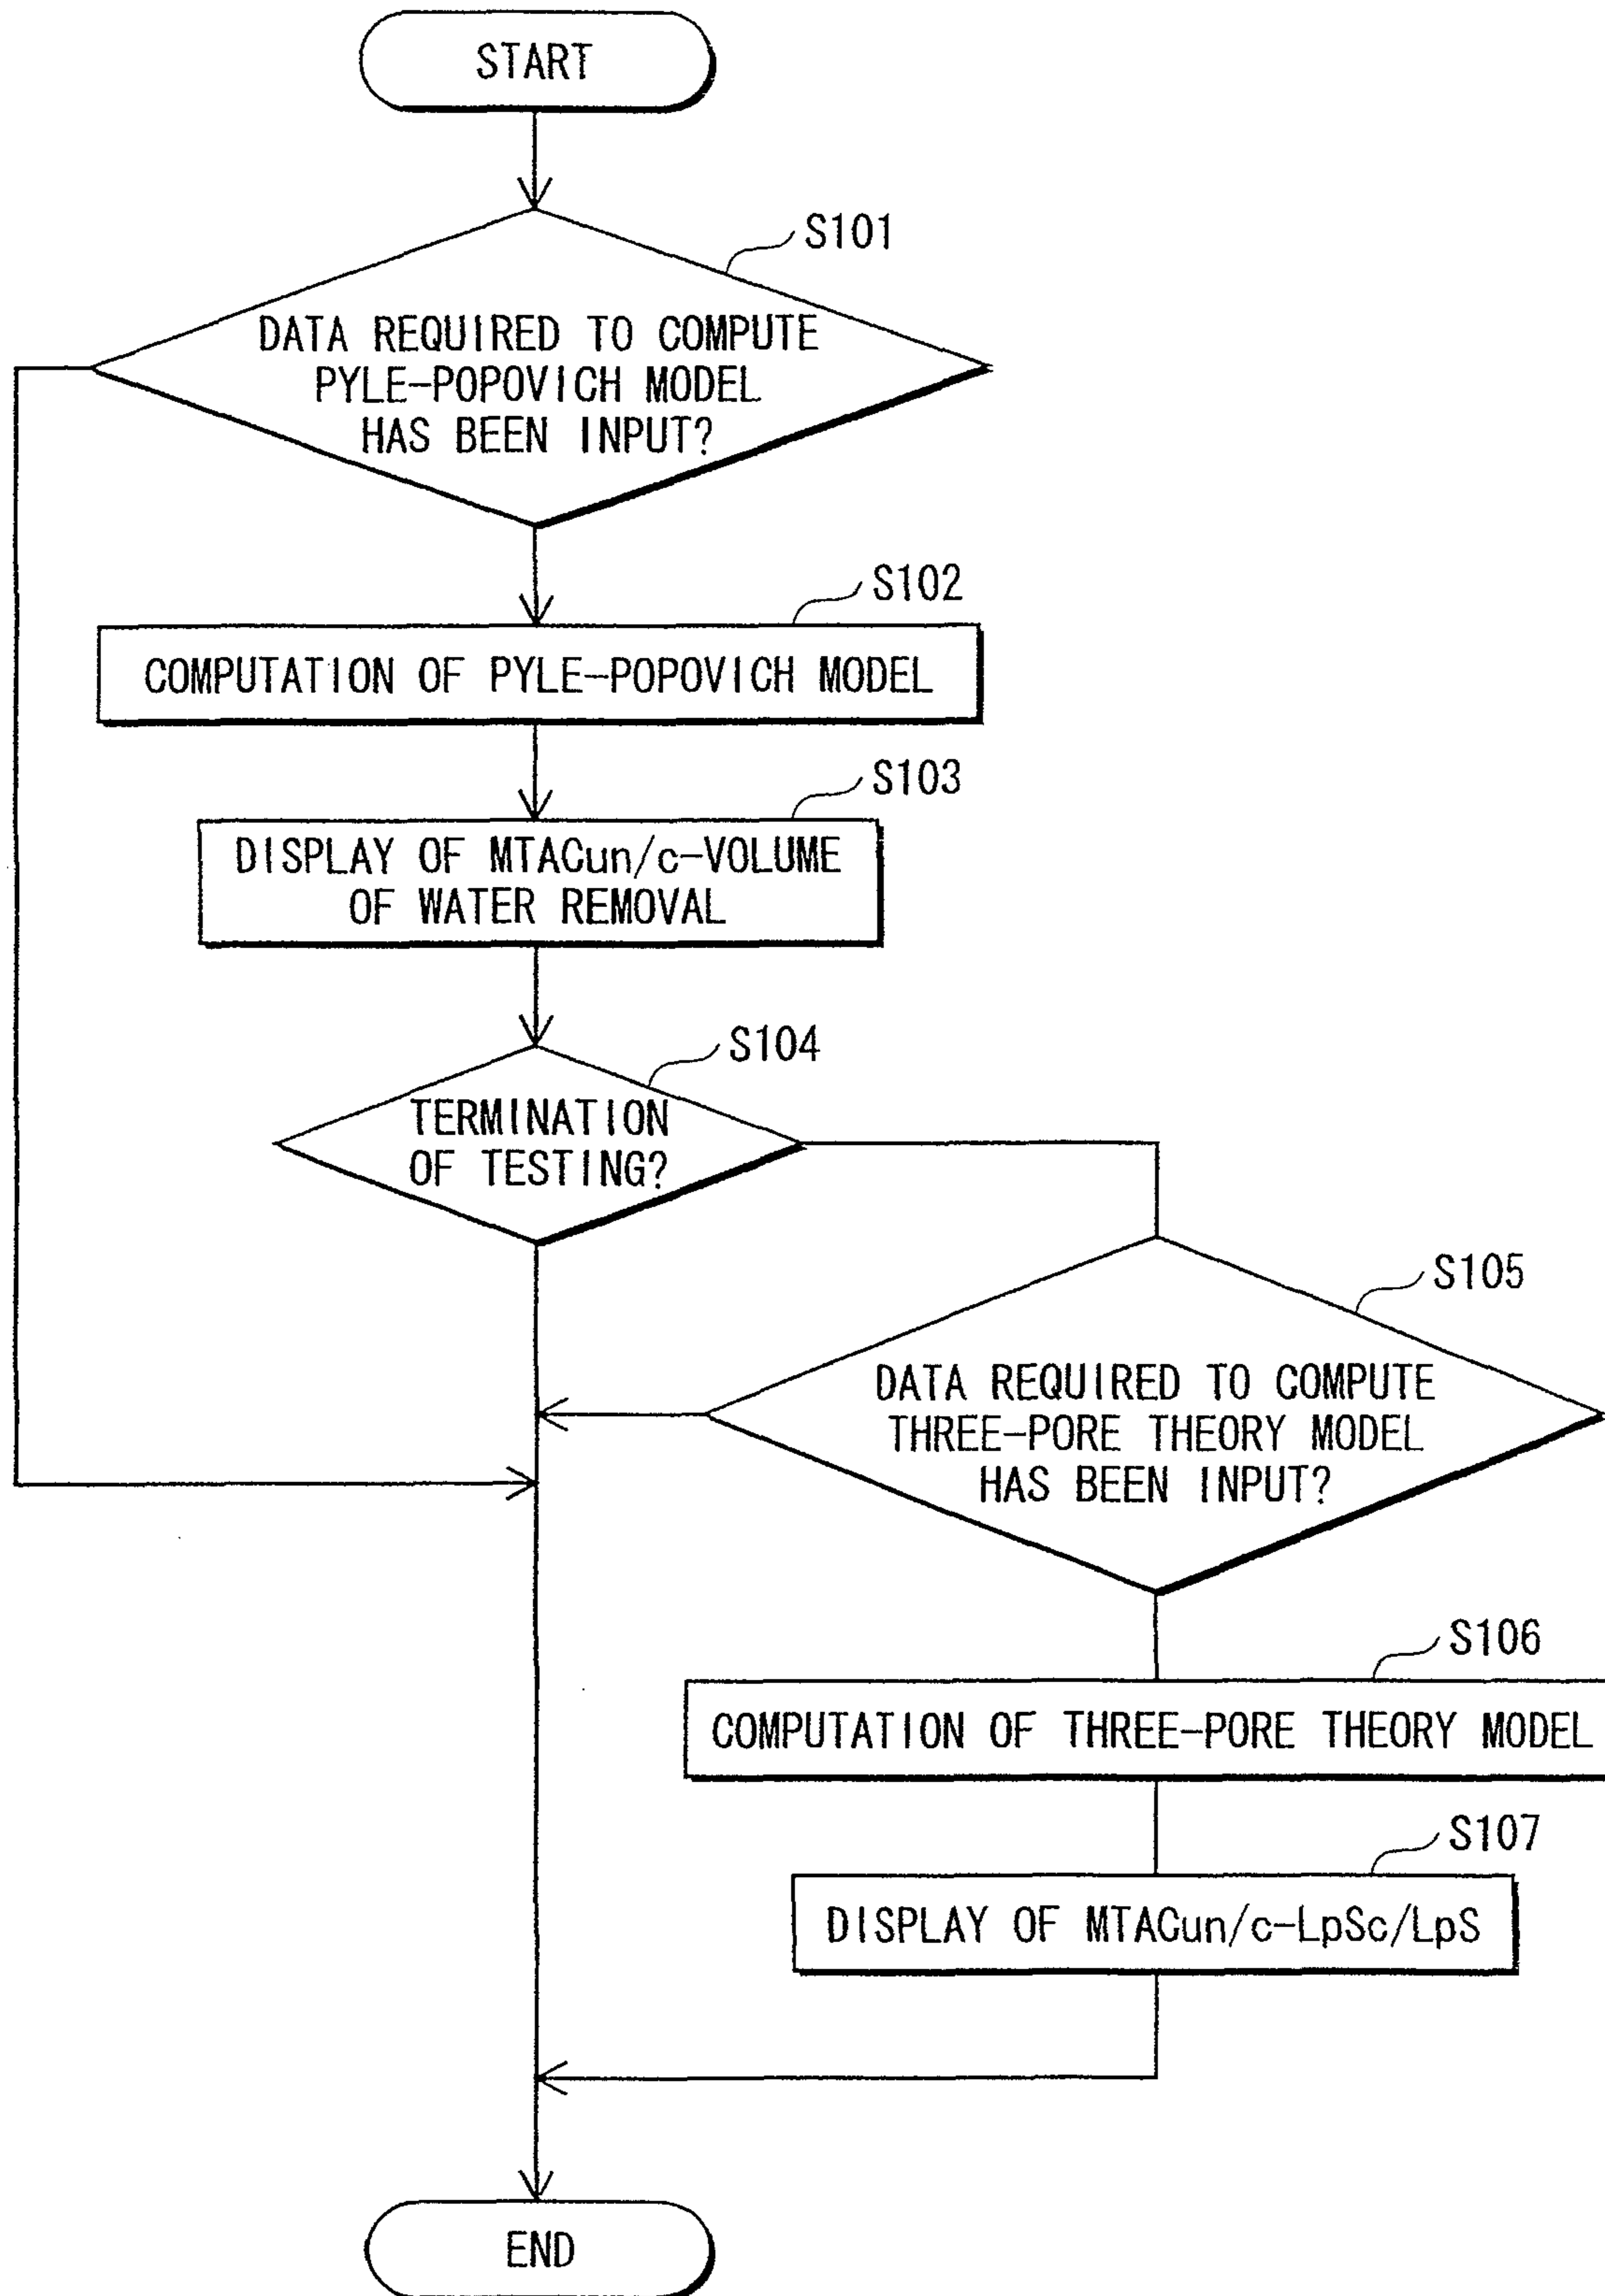 START
S101
DATA REQUIRED TO COMPUTE
PYLE-POPOVICH MODEL
HAS BEEN INPUT?
S102
COMPUTATION OF PYLE-POPOVICH MODEL
S103
DISPLAY OF MTACun/c-VOLUME
OF WATER REMOVAL
S104
TERMINATION
OF TESTING?
S105
DATA REQUIRED TO COMPUTE
THREE-PORE THEORY MODEL
HAS BEEN INPUT?
S106
COMPUTATION OF THREE-PORE THEORY MODEL
S107
DISPLAY OF MTACun/c-LpSc/LpS
END